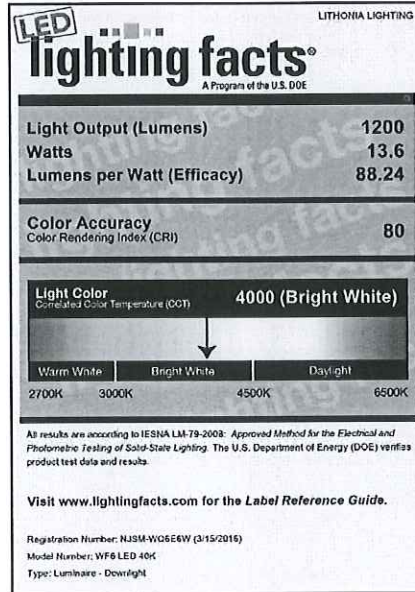 LITHONIA LIGHTING
LED
lighting facts®
A Program of the U.S. DOE
Light Output (Lumens) 1200
Watts 13.6
Lumens per Watt (Efficacy) 88.24
Color Accuracy 80
Color Rendering Index (CRI)
Light Color 4000 (Bright White)
Correlated Color Temperature (CCT)
Warm White Bright White Daylight
2700K 3000K 4500K 6500K
All results are according to IESNA LM-79-2008: Approved Method for the Electrical and
Photometric Testing of Solid-State Lighting. The U.S. Department of Energy (DOE) verifies
product test data and results.
Visit www.lightingfacts.com for the Label Reference Guide.
Registration Number: NJSM-WQ6E6W (3/15/2016)
Model Number: WF6 LED 40K
Type: Luminaire - Downlight